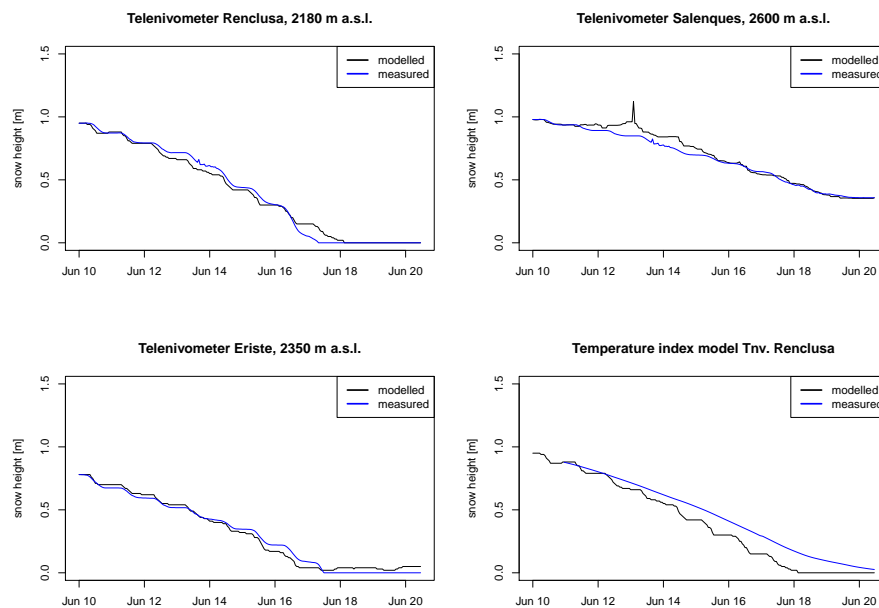 Telenivometer Renclusa, 2180 m a.s.l.
snow height [m]
0.0 0.5 1.0 1.5
modelled
measured
Jun 10 Jun 12 Jun 14 Jun 16 Jun 18 Jun 20
Telenivometer Salenques, 2600 m a.s.l.
snow height [m]
0.0 0.5 1.0 1.5
modelled
measured
Jun 10 Jun 12 Jun 14 Jun 16 Jun 18 Jun 20
Telenivometer Eriste, 2350 m a.s.l.
snow height [m]
0.0 0.5 1.0 1.5
modelled
measured
Jun 10 Jun 12 Jun 14 Jun 16 Jun 18 Jun 20
Temperature index model Tnv. Renclusa
snow height [m]
0.0 0.5 1.0 1.5
modelled
measured
Jun 10 Jun 12 Jun 14 Jun 16 Jun 18 Jun 20